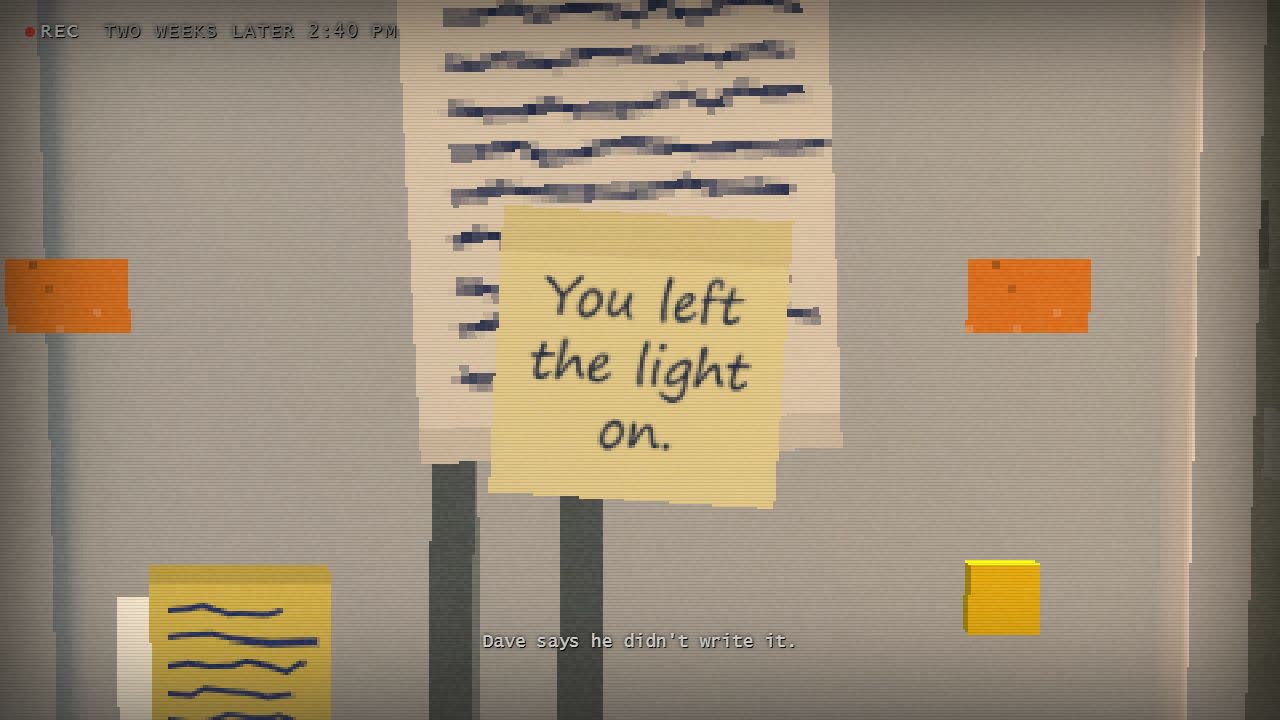 REC TWO WEEKS LATER 2:40 PM
You left
the light
on.
Dave says he didn't write it.